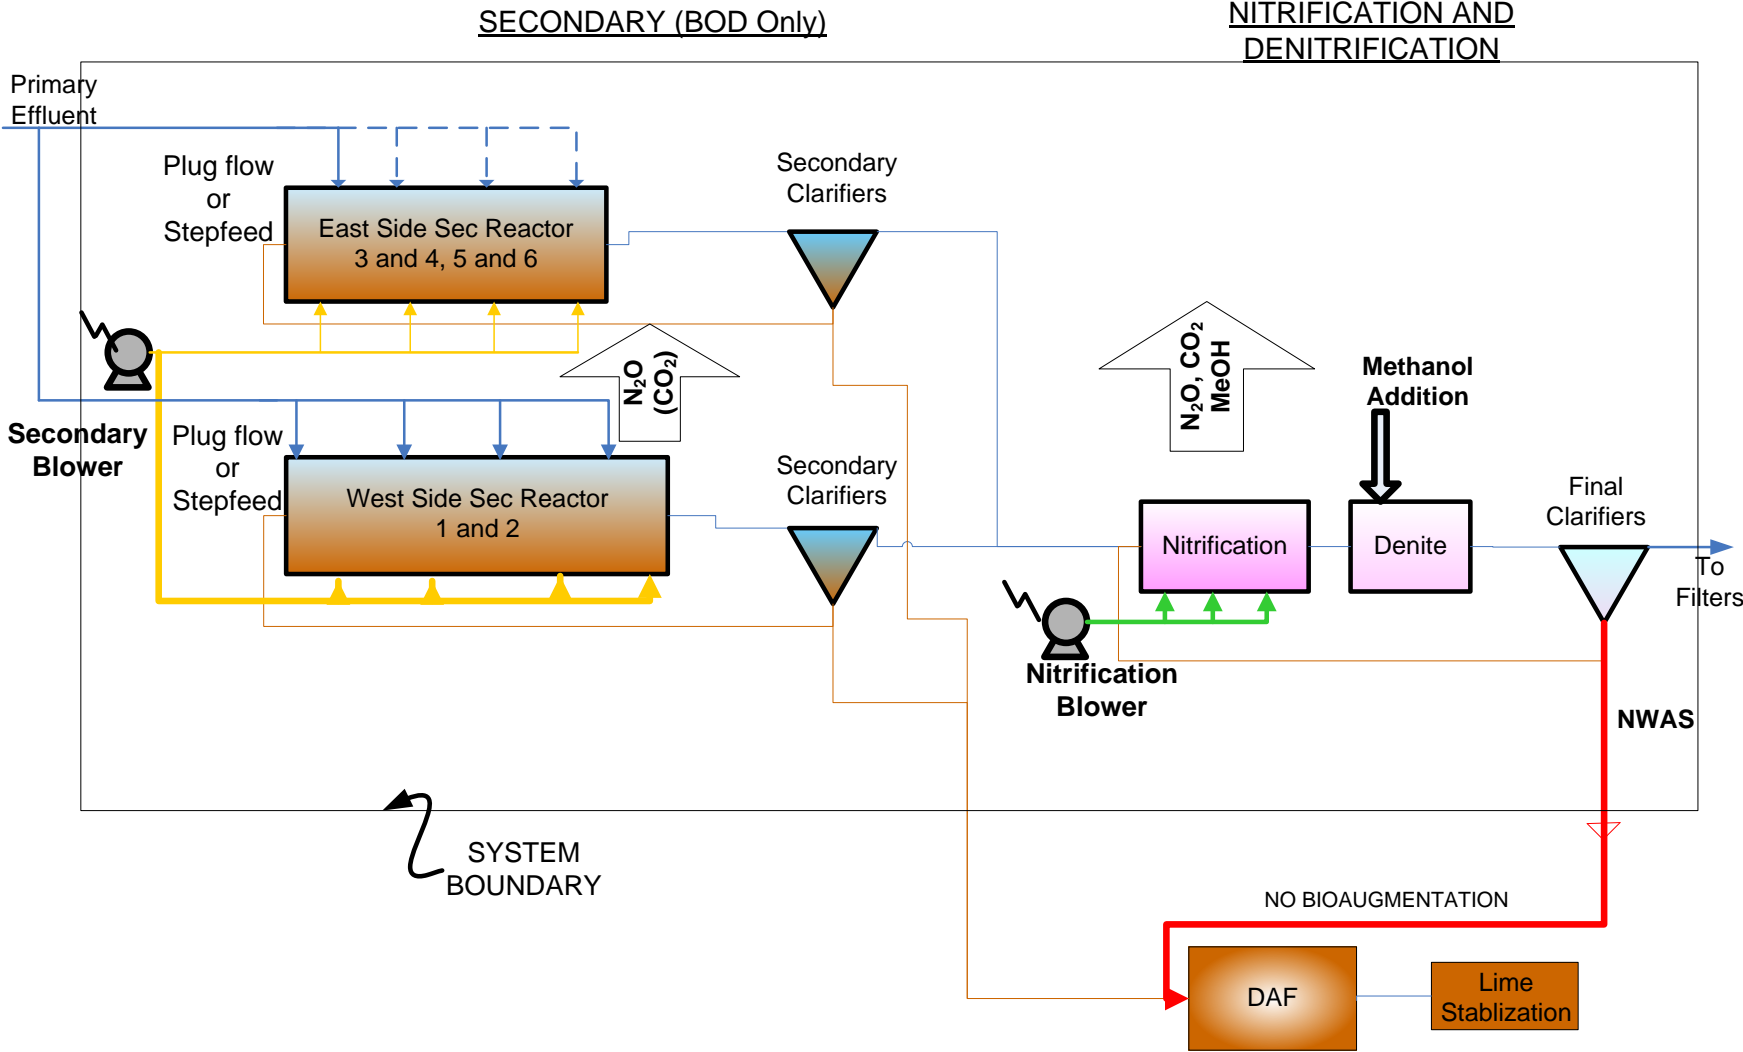 SECONDARY (BOD Only)
NITRIFICATION AND
DENITRIFICATION
Primary
Effluent
Plug flow
or
Stepfeed
East Side Sec Reactor
3 and 4, 5 and 6
Secondary
Clarifiers
N₂O
(CO₂)
N₂O, CO₂
MeOH
Methanol
Addition
Secondary
Blower
Plug flow
or
Stepfeed
West Side Sec Reactor
1 and 2
Secondary
Clarifiers
Nitrification
Denite
Final
Clarifiers
To
Filters
Nitrification
Blower
NWAS
SYSTEM
BOUNDARY
NO BIOAUGMENTATION
DAF
Lime
Stablization